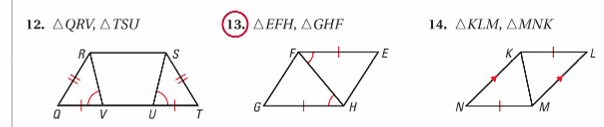 12. △QRV, △TSU
13. △EFH, △GHF
14. △KLM, △MNK
R S
Q V U T
F E
G H
K L
N M